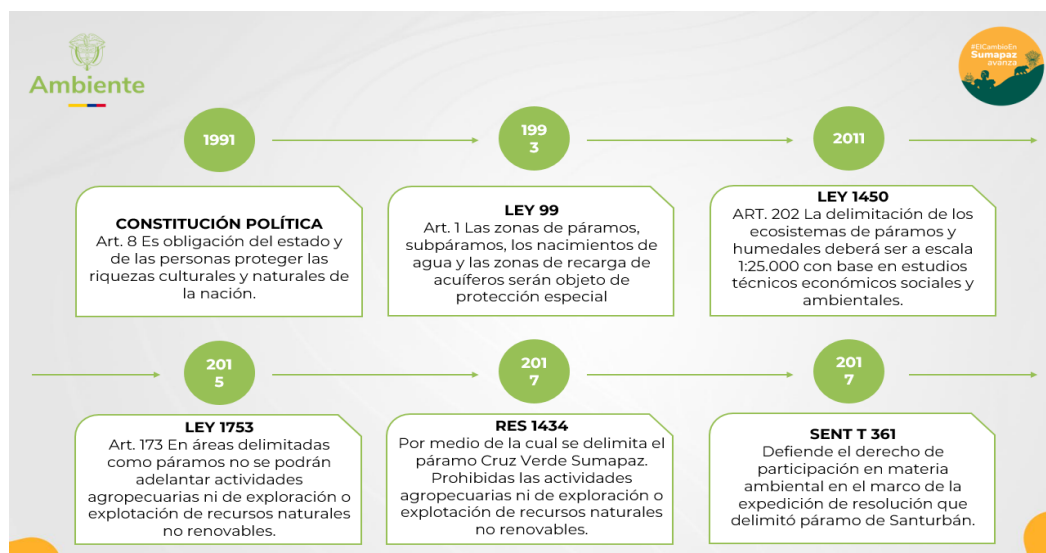 Ambiente
#ElCambioEn
Sumapaz
avanza
1991
199
3
2011
CONSTITUCIÓN POLÍTICA
Art. 8 Es obligación del estado y
de las personas proteger las
riquezas culturales y naturales de
la nación.
LEY 99
Art. 1 Las zonas de páramos,
subpáramos, los nacimientos de
agua y las zonas de recarga de
acuíferos serán objeto de
protección especial
LEY 1450
ART. 202 La delimitación de los
ecosistemas de páramos y
humedales deberá ser a escala
1:25.000 con base en estudios
técnicos económicos sociales y
ambientales.
201
5
201
7
201
7
LEY 1753
Art. 173 En áreas delimitadas
como páramos no se podrán
adelantar actividades
agropecuarias ni de exploración o
explotación de recursos naturales
no renovables.
RES 1434
Por medio de la cual se delimita el
páramo Cruz Verde Sumapaz.
Prohibidas las actividades
agropecuarias ni de exploración o
explotación de recursos naturales
no renovables.
SENT T 361
Defiende el derecho de
participación en materia
ambiental en el marco de la
expedición de resolución que
delimitó páramo de Santurbán.